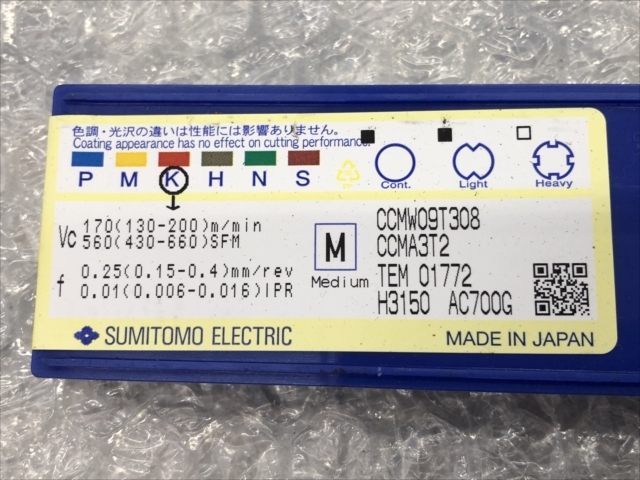 色調・光沢の違いは性能には影響ありません。
Coating appearance has no effect on cutting performance.
P M K H N S
Cont. Light Heavy
Vc 170(130-200)m/min
560(430-660)SFM
f 0.25(0.15-0.4)mm/rev
0.01(0.006-0.016)IPR
M
Medium
CCMW09T308
CCMA3T2
TEM 01772
H3150 AC700G
SUMITOMO ELECTRIC
MADE IN JAPAN